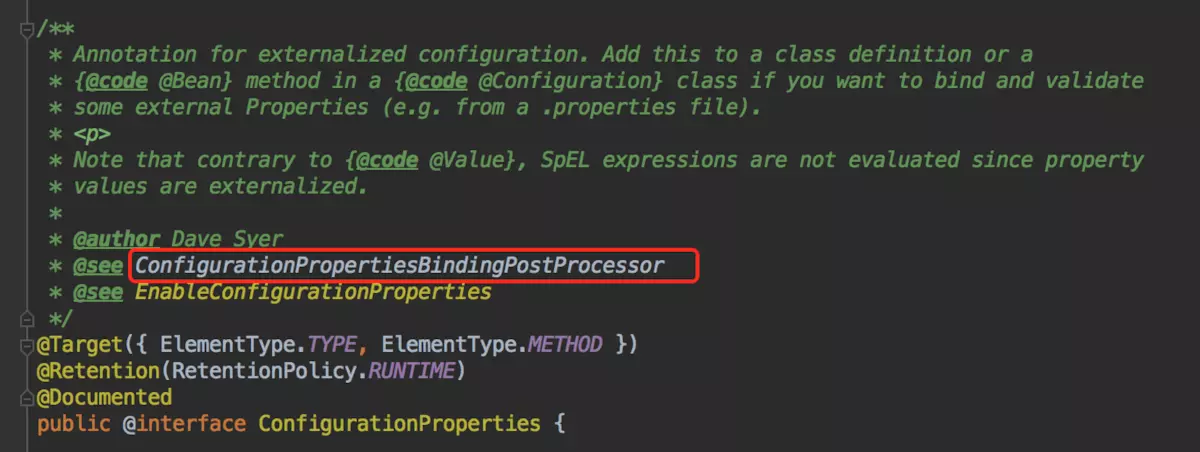 /**
* Annotation for externalized configuration. Add this to a class definition or a
* {@code @Bean} method in a {@code @Configuration} class if you want to bind and validate
* some external Properties (e.g. from a .properties file).
* <p>
* Note that contrary to {@code @Value}, SpEL expressions are not evaluated since property
* values are externalized.
*
* @author Dave Syer
* @see ConfigurationPropertiesBindingPostProcessor
* @see EnableConfigurationProperties
*/
@Target({ ElementType.TYPE, ElementType.METHOD })
@Retention(RetentionPolicy.RUNTIME)
@Documented
public @interface ConfigurationProperties {